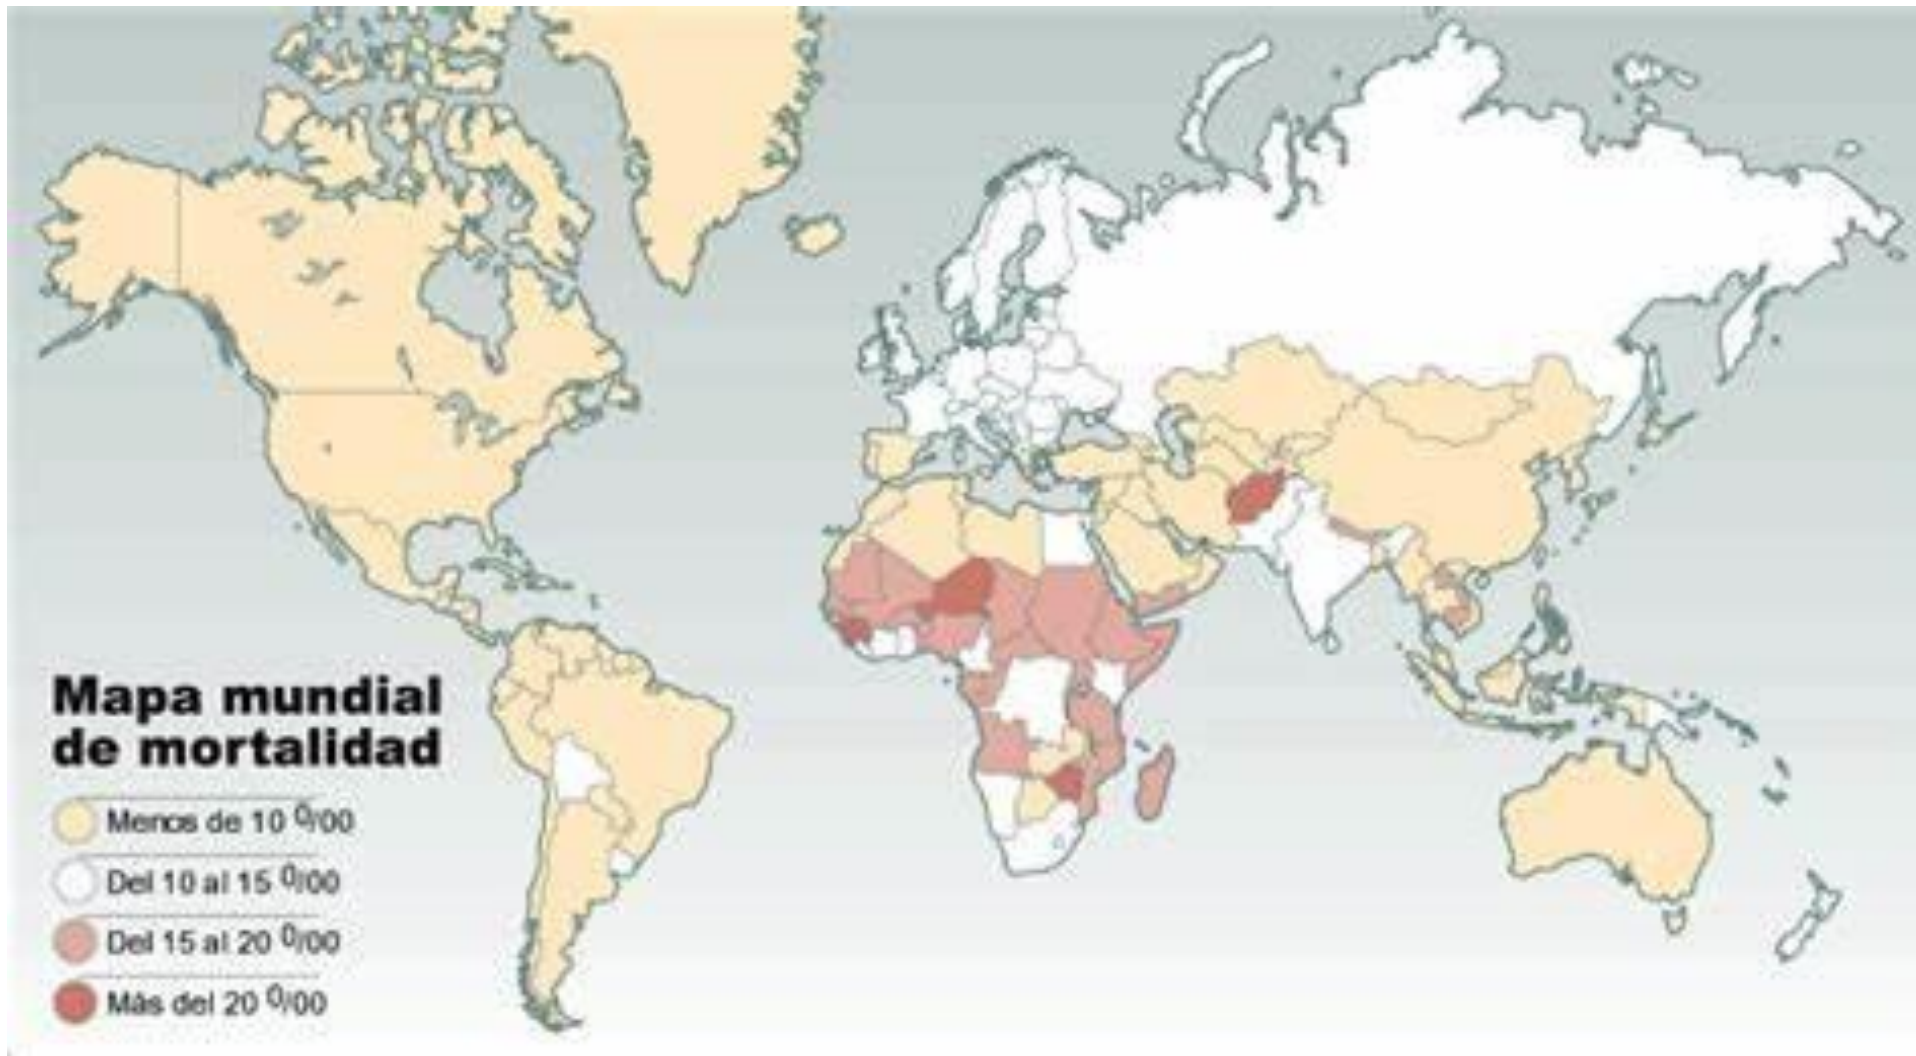 Mapa mundial
de mortalidad
Menos de 10 0/00
Del 10 al 15 0/00
Del 15 al 20 0/00
Màs del 20 0/00